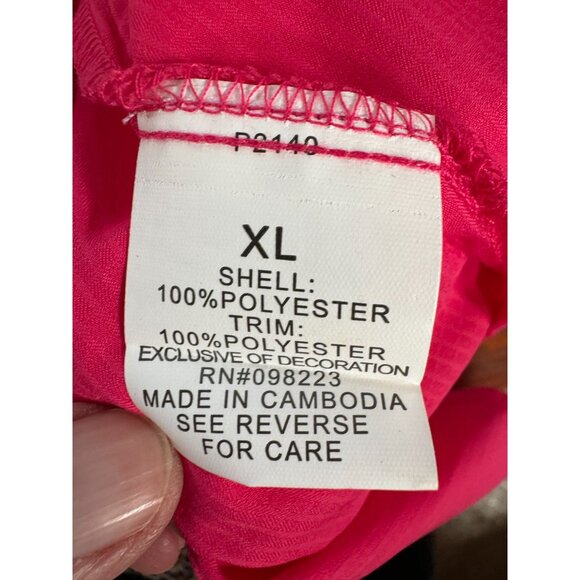 P2140
XL
SHELL:
100%POLYESTER
TRIM:
100%POLYESTER
EXCLUSIVE OF DECORATION
RN#098223
MADE IN CAMBODIA
SEE REVERSE
FOR CARE